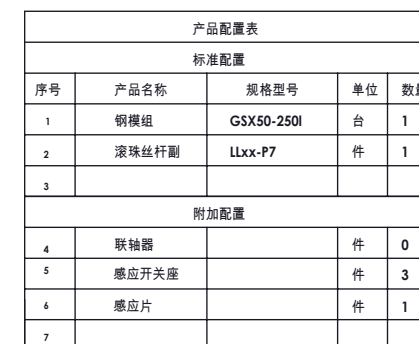 产品配置表
标准配置
序号 产品名称 规格型号 单位 数
1 钢模组 GSX50-250I 台 1
2 滚珠丝杆副 LLxx-P7 件 1
3
附加配置
4 联轴器 件 0
5 感应开关座 件 3
6 感应片 件 1
7